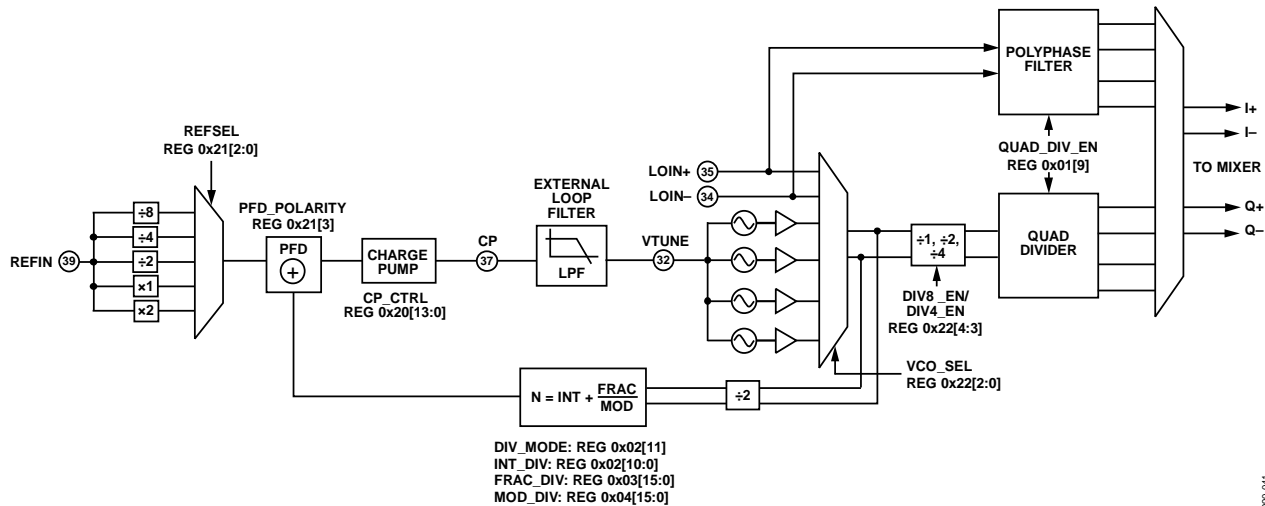 REFSEL
REG 0x21[2:0]
REFIN
39
÷8
÷4
÷2
×1
×2
PFD_POLARITY
REG 0x21[3]
PFD
+
CHARGE
PUMP
CP_CTRL
REG 0x20[13:0]
CP
37
EXTERNAL
LOOP
FILTER
LPF
VTUNE
32
LOIN+
35
LOIN–
34
POLYPHASE
FILTER
QUAD_DIV_EN
REG 0x01[9]
QUAD
DIVIDER
÷1, ÷2,
÷4
DIV8 _EN/
DIV4_EN
REG 0x22[4:3]
VCO_SEL
REG 0x22[2:0]
I+
I–
TO MIXER
Q+
Q–
N = INT + FRAC
MOD
÷2
DIV_MODE: REG 0x02[11]
INT_DIV: REG 0x02[10:0]
FRAC_DIV: REG 0x03[15:0]
MOD_DIV: REG 0x04[15:0]